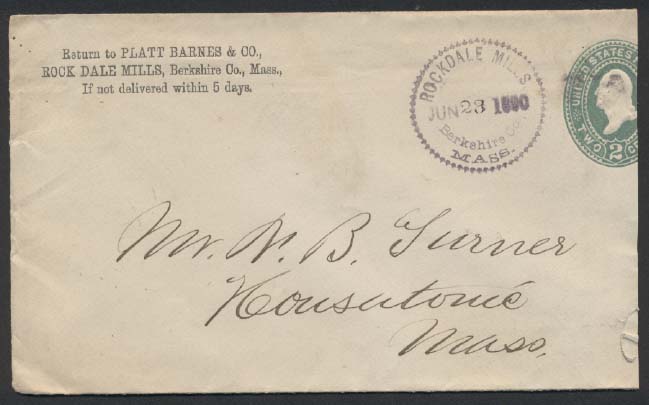 Return to PLATT BARNES & CO.,
ROCK DALE MILLS, Berkshire Co., Mass.,
If not delivered within 5 days.
ROCKDALE MILLS
JUN 23 1890
Berkshire Co.
MASS.
UNITED STATES
TWO 2 CE
Mr. W. B. Turner
Housatonic
Mass.